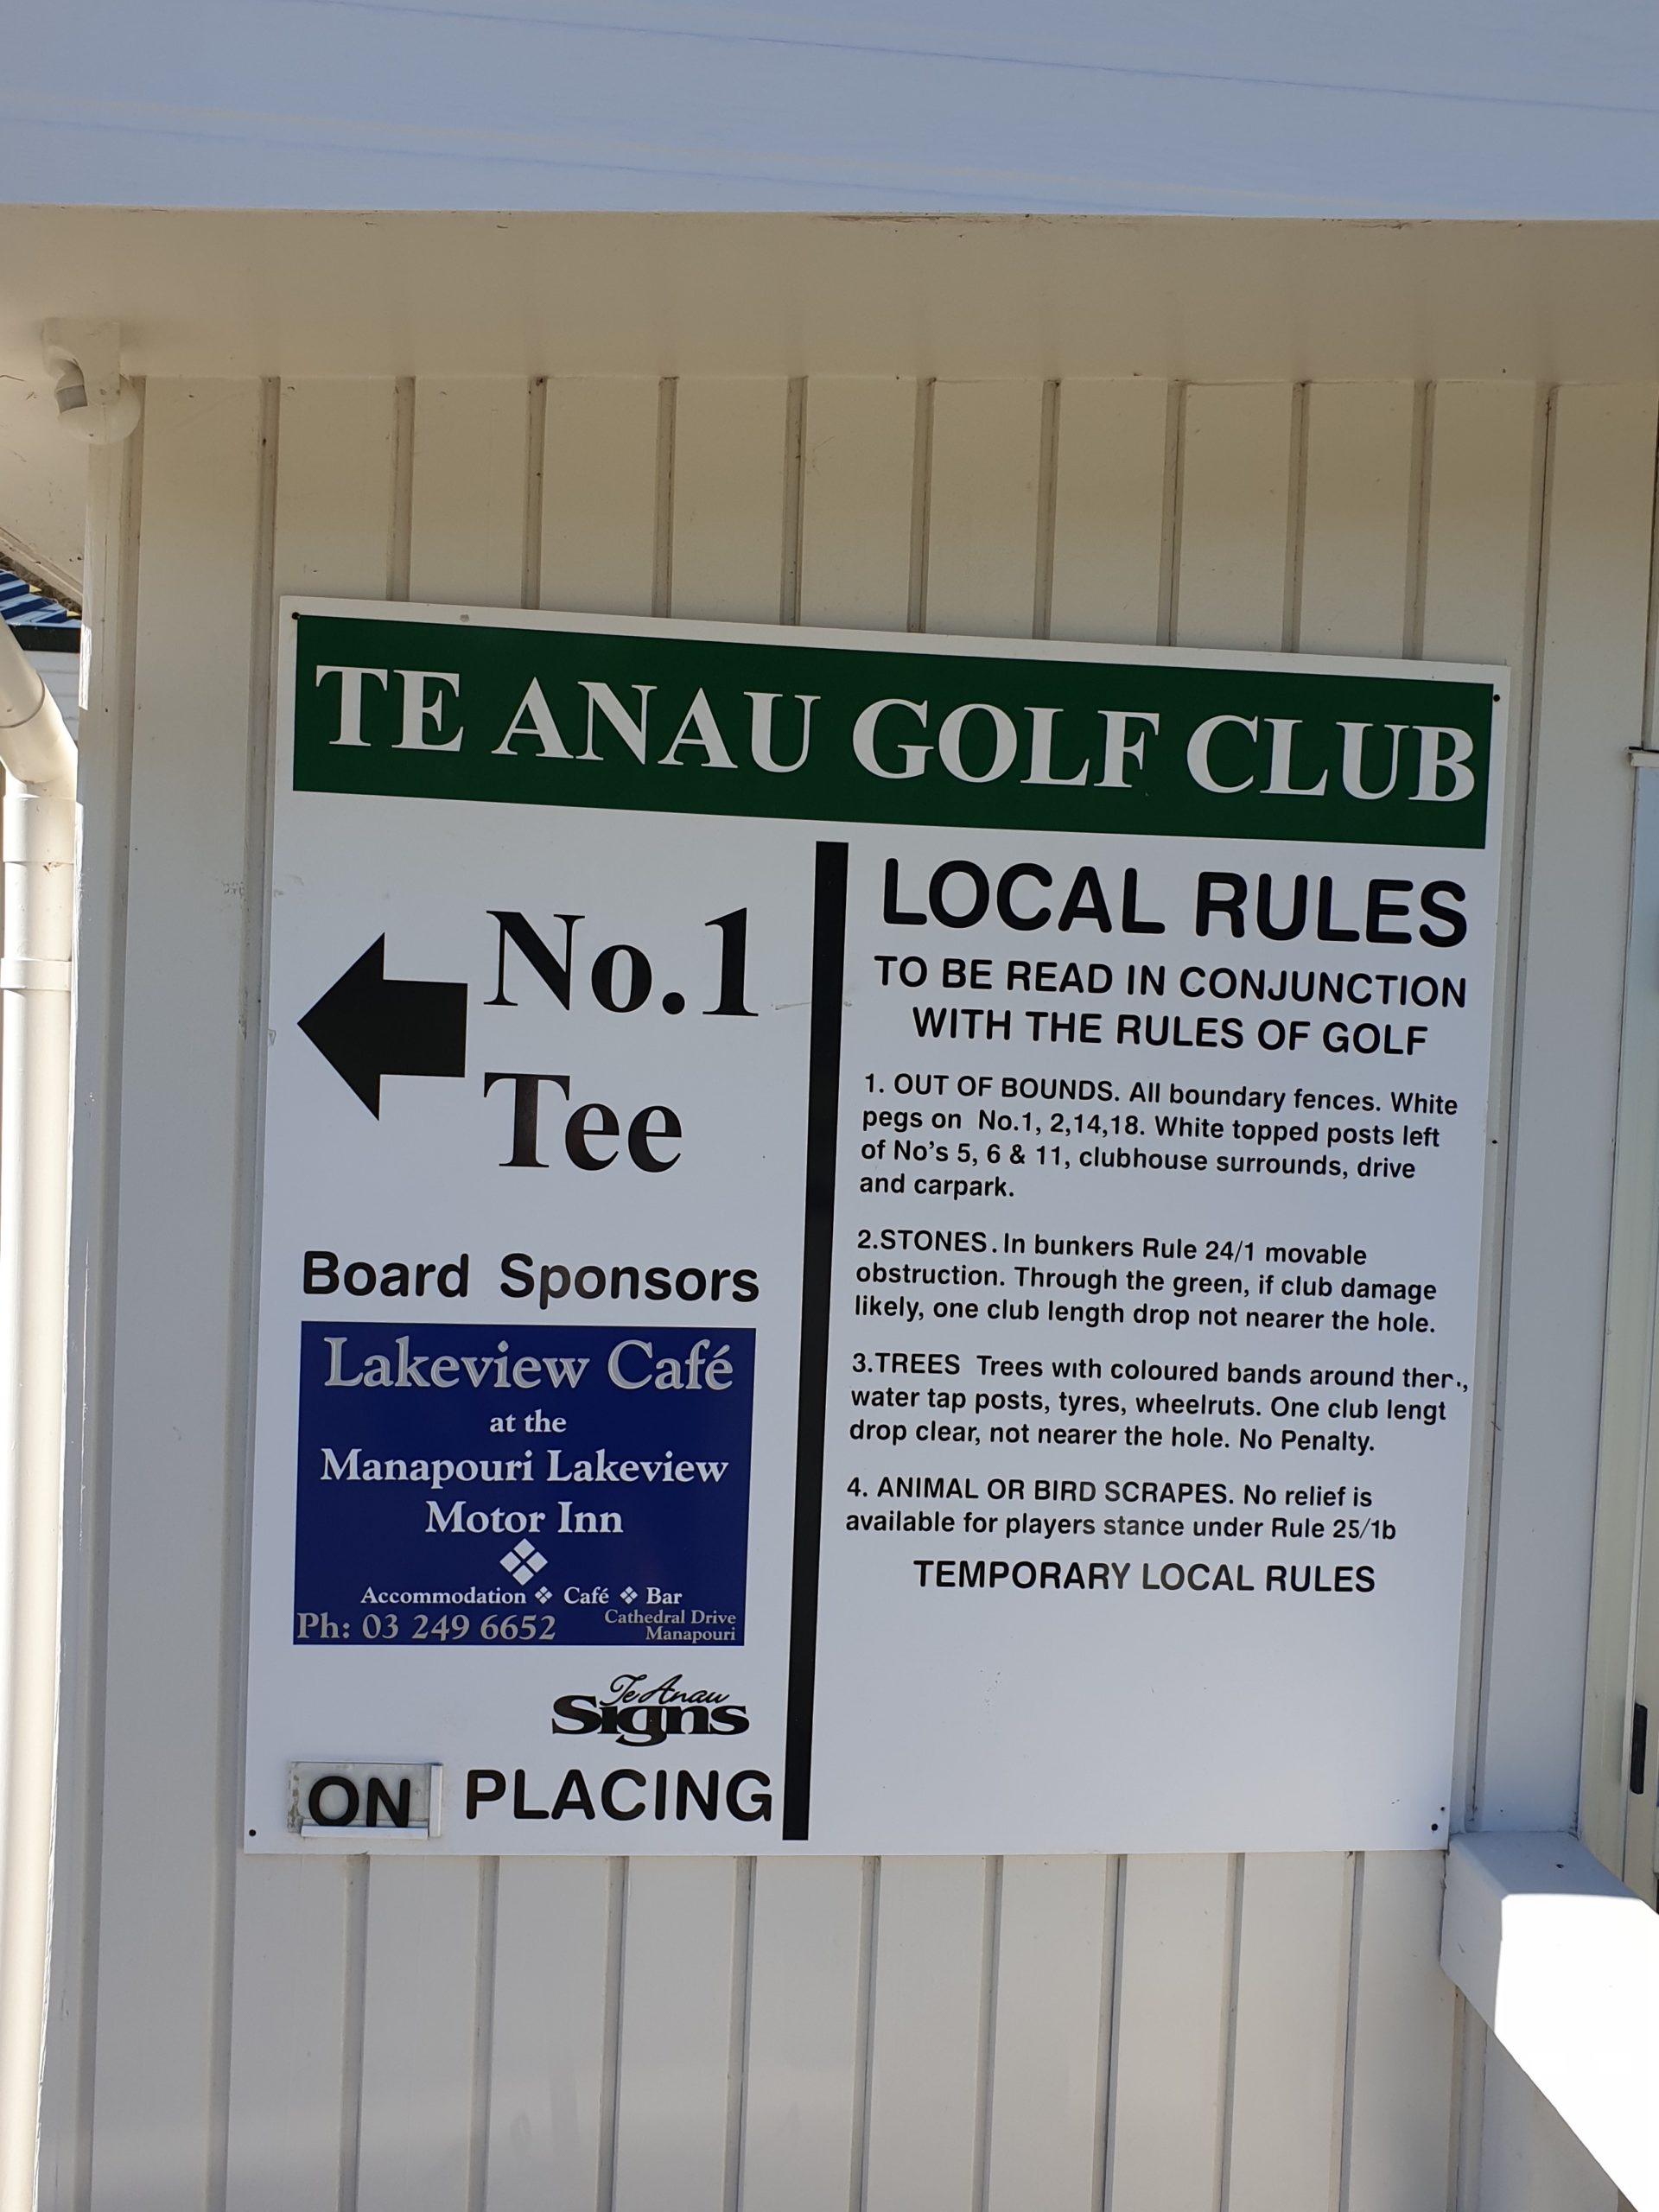 TE ANAU GOLF CLUB
No.1
Tee
Board Sponsors
Lakeview Café
at the
Manapouri Lakeview
Motor Inn
Accommodation ❖ Café ❖ Bar
Ph: 03 249 6652
Cathedral Drive
Manapouri
Te Anau
Signs
ON PLACING
LOCAL RULES
TO BE READ IN CONJUNCTION
WITH THE RULES OF GOLF
1. OUT OF BOUNDS. All boundary fences. White
pegs on No.1, 2,14,18. White topped posts left
of No's 5, 6 & 11, clubhouse surrounds, drive
and carpark.
2.STONES. In bunkers Rule 24/1 movable
obstruction. Through the green, if club damage
likely, one club length drop not nearer the hole.
3.TREES Trees with coloured bands around
water tap posts, tyres, wheelruts. One club lengt
drop clear, not nearer the hole. No Penalty.
4. ANIMAL OR BIRD SCRAPES. No relief is
available for players stance under Rule 25/1b
TEMPORARY LOCAL RULES